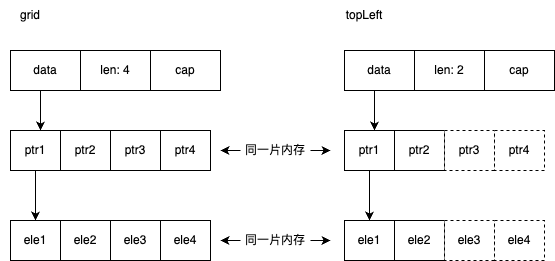 grid topLeft
data len: 4 cap data len: 2 cap
ptr1 ptr2 ptr3 ptr4 同一片内存 ptr1 ptr2 ptr3 ptr4
ele1 ele2 ele3 ele4 同一片内存 ele1 ele2 ele3 ele4